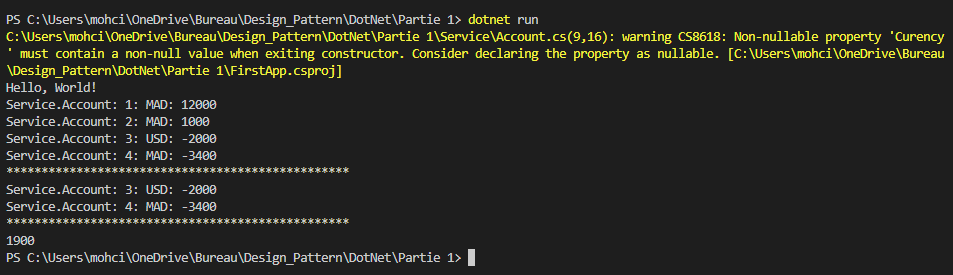 PS C:\Users\mohci\OneDrive\Bureau\Design_Pattern\DotNet\Partie 1> dotnet run
C:\Users\mohci\OneDrive\Bureau\Design_Pattern\DotNet\Partie 1\Service\Account.cs(9,16): warning CS8618: Non-nullable property 'Curency
' must contain a non-null value when exiting constructor. Consider declaring the property as nullable. [C:\Users\mohci\OneDrive\Bureau
\Design_Pattern\DotNet\Partie 1\FirstApp.csproj]
Hello, World!
Service.Account: 1: MAD: 12000
Service.Account: 2: MAD: 1000
Service.Account: 3: USD: -2000
Service.Account: 4: MAD: -3400
*************************************************
Service.Account: 3: USD: -2000
Service.Account: 4: MAD: -3400
*************************************************
1900
PS C:\Users\mohci\OneDrive\Bureau\Design_Pattern\DotNet\Partie 1>